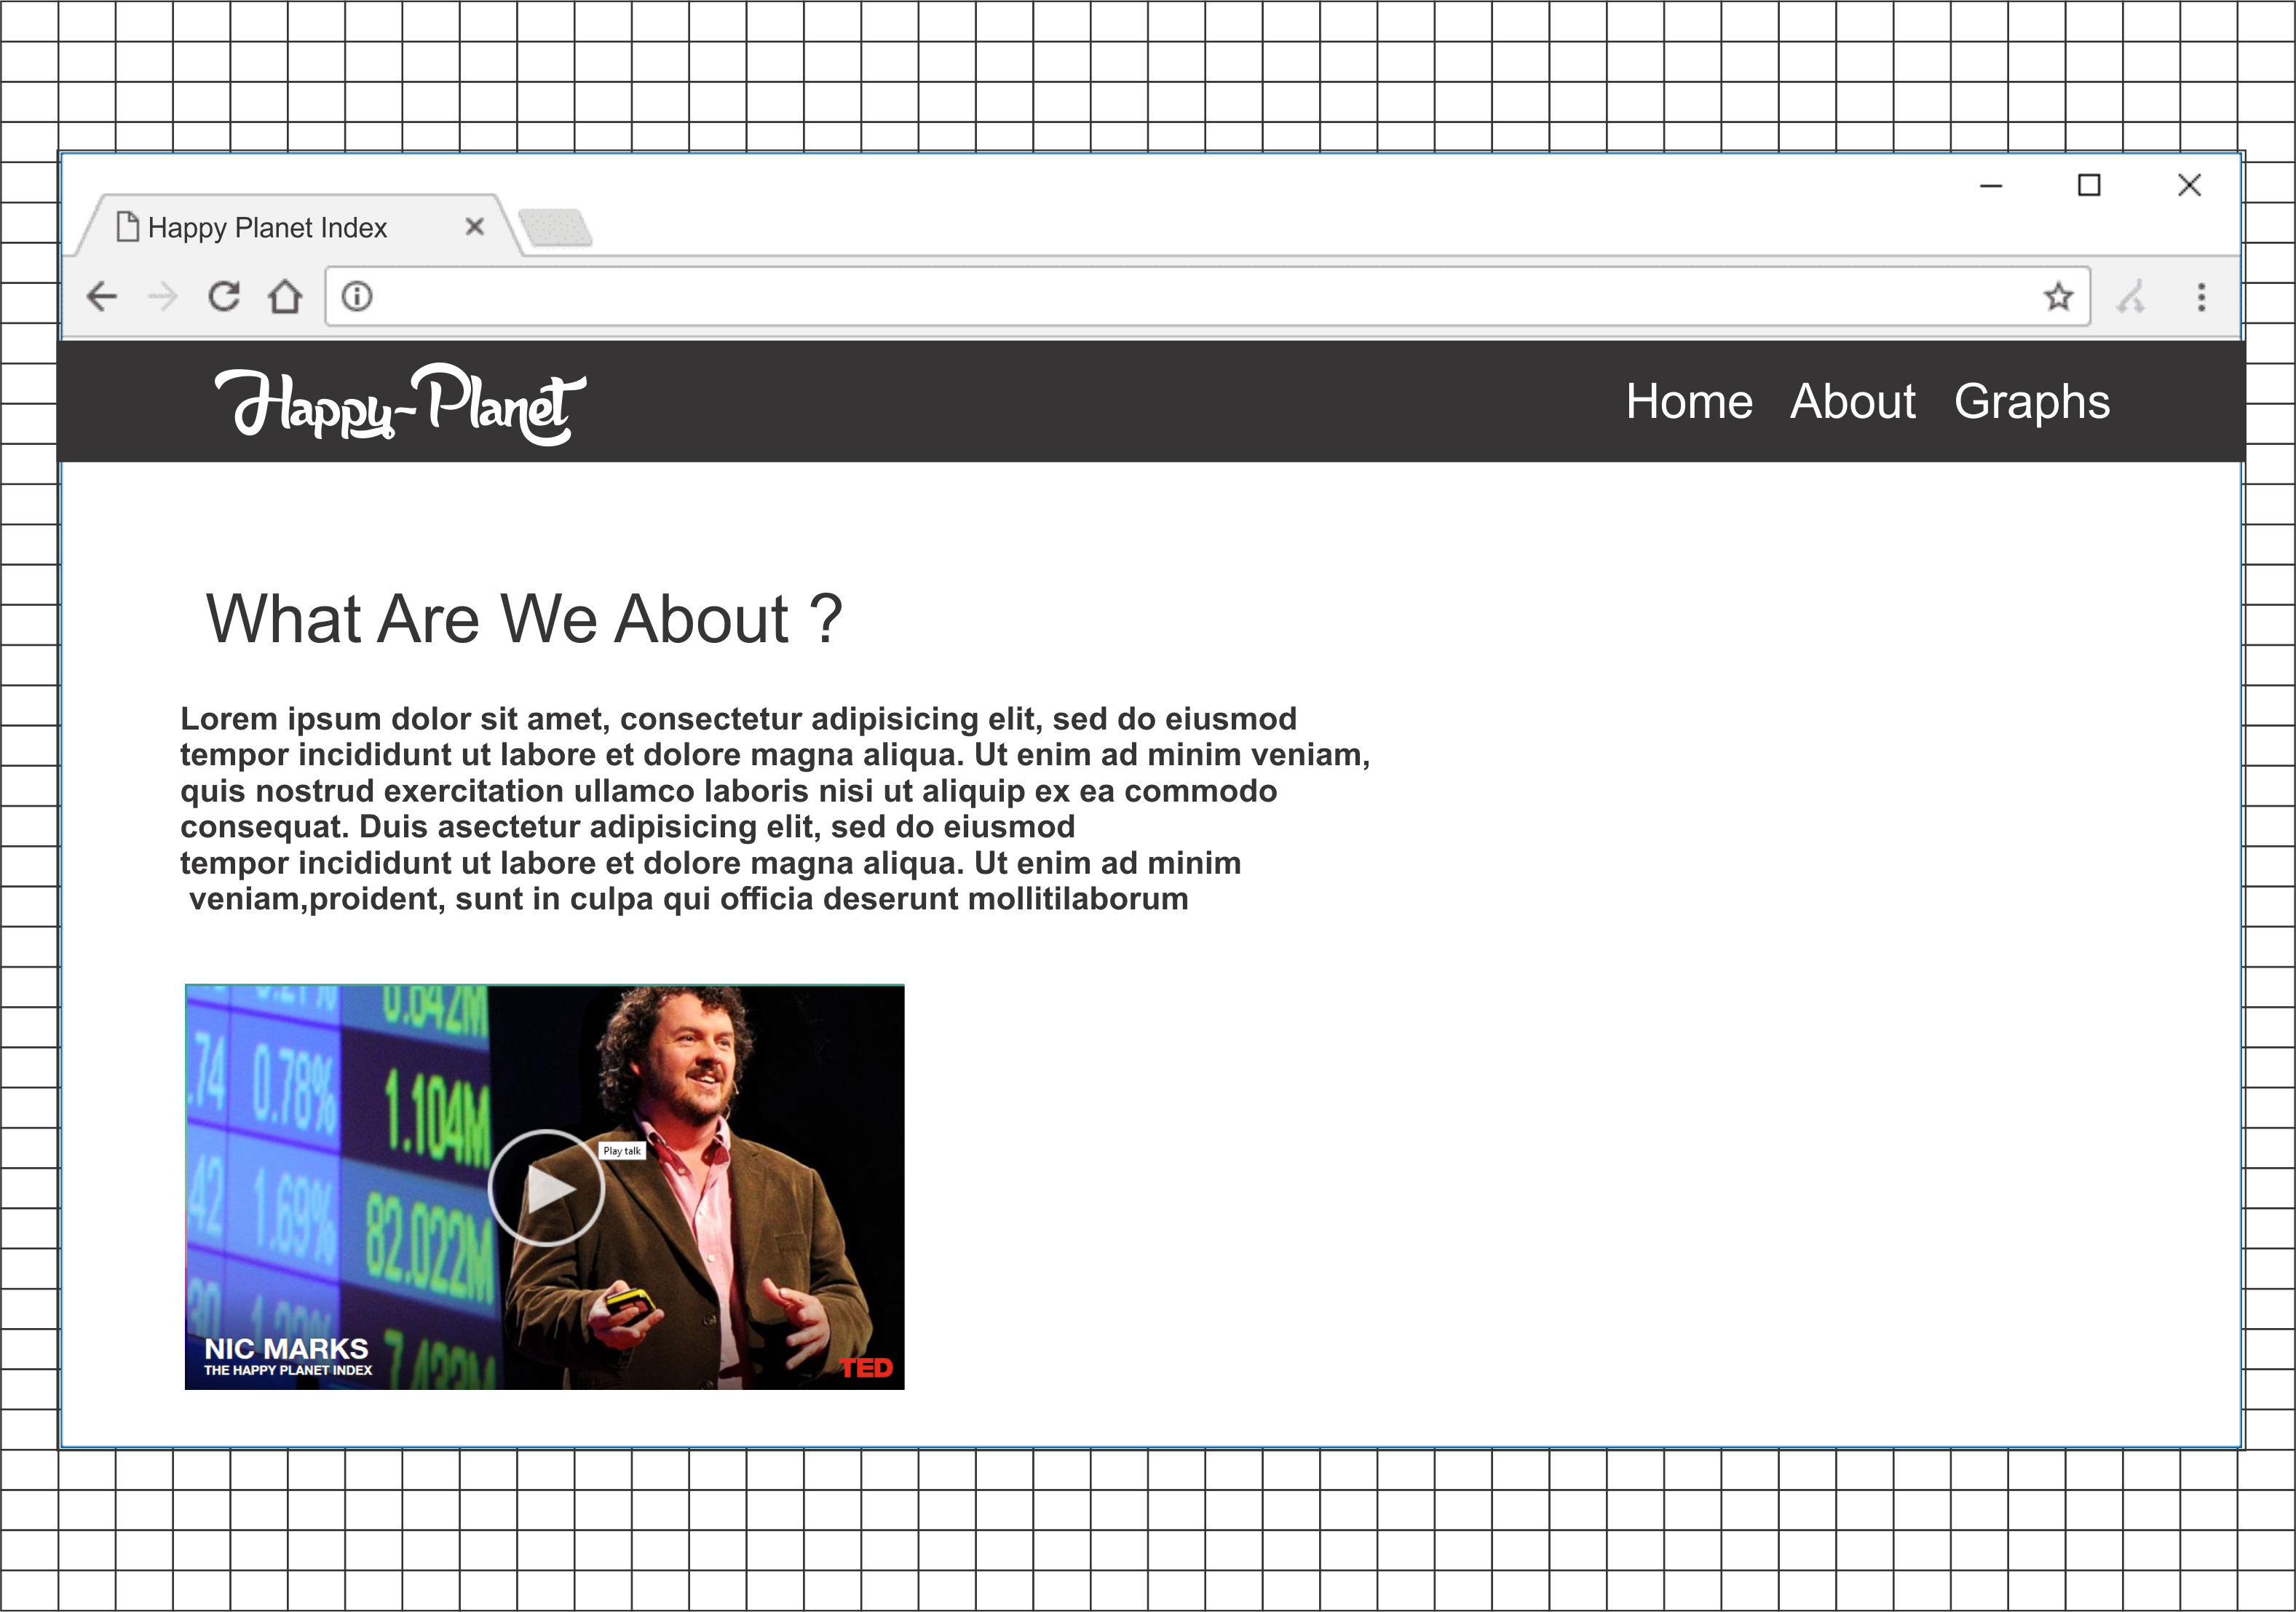 Happy Planet Index
Happy-Planet
Home About Graphs
What Are We About ?
Lorem ipsum dolor sit amet, consectetur adipisicing elit, sed do eiusmod
tempor incididunt ut labore et dolore magna aliqua. Ut enim ad minim veniam,
quis nostrud exercitation ullamco laboris nisi ut aliquip ex ea commodo
consequat. Duis asectetur adipisicing elit, sed do eiusmod
tempor incididunt ut labore et dolore magna aliqua. Ut enim ad minim
veniam,proident, sunt in culpa qui officia deserunt mollitilaborum
.74 0.78% 1.104M
Play talk
42 1.69% 82.022M
NIC MARKS
THE HAPPY PLANET INDEX
TED